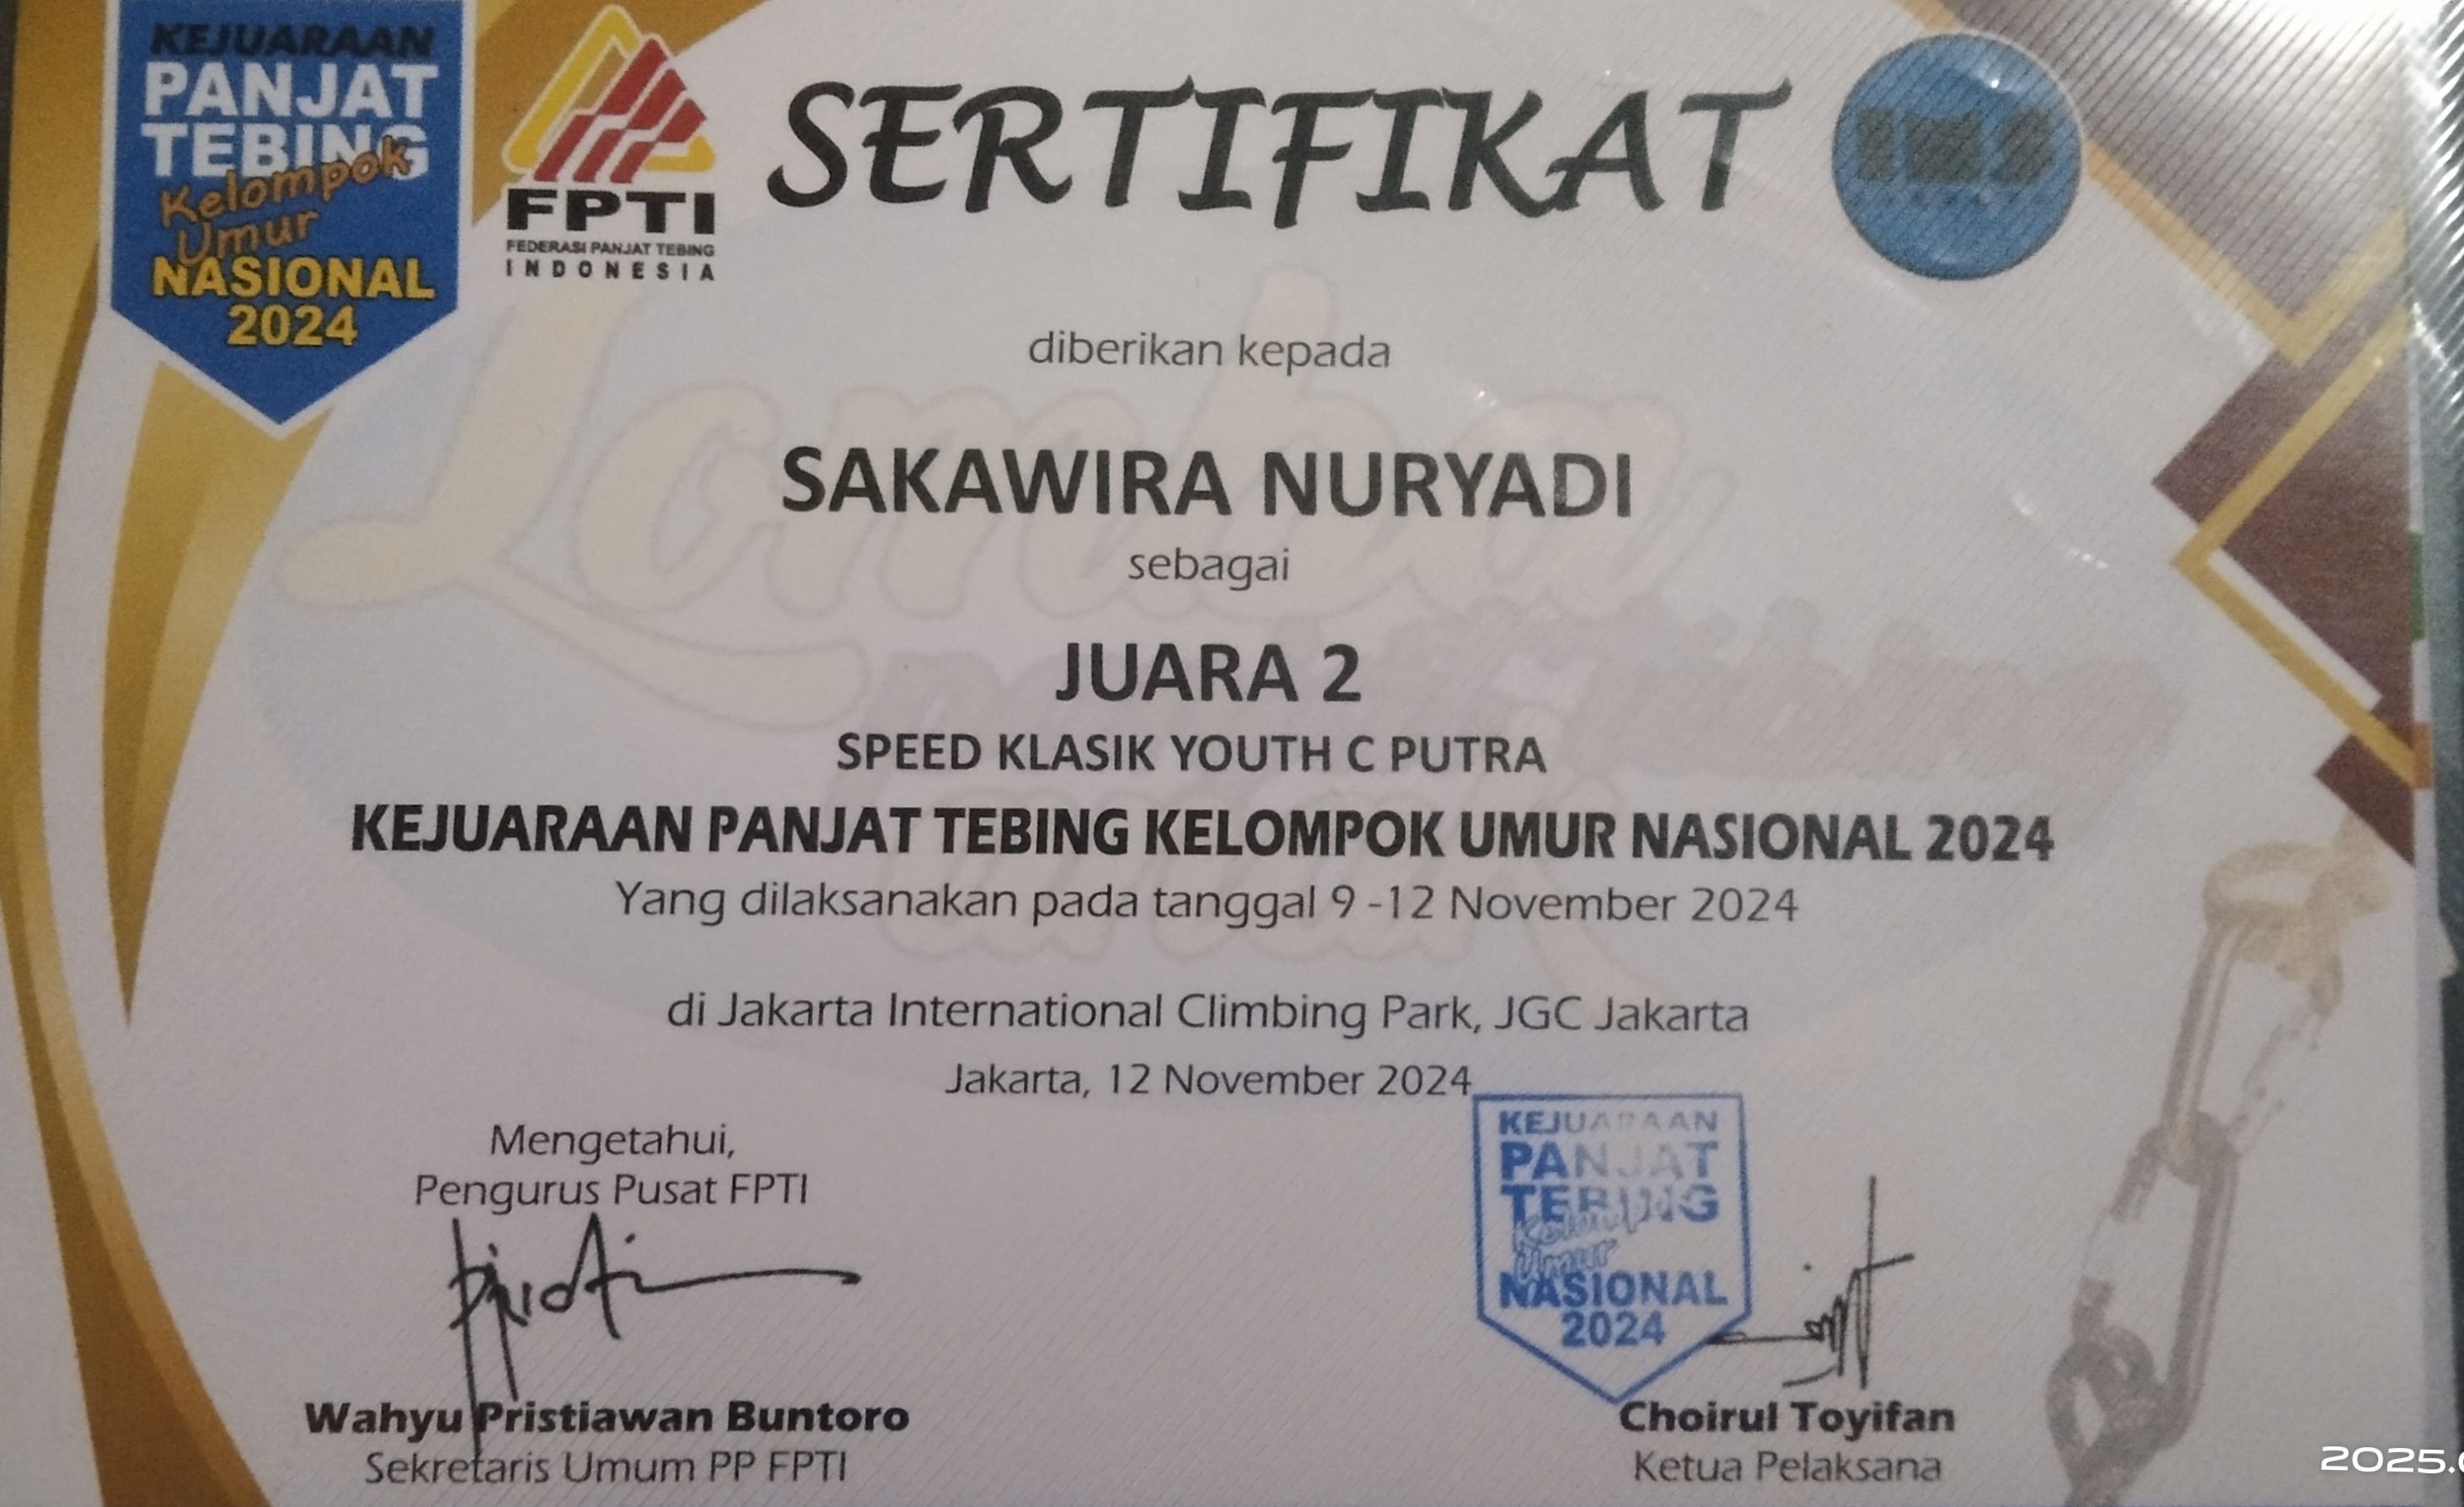 KEJUARAAN
PANJAT
TEBING
Kelompok
Umur
NASIONAL
2024
FPTI
FEDERASI PANJAT TEBING
INDONESIA
SERTIFIKAT
diberikan kepada
SAKAWIRA NURYADI
sebagai
JUARA 2
SPEED KLASIK YOUTH C PUTRA
KEJUARAAN PANJAT TEBING KELOMPOK UMUR NASIONAL 2024
Yang dilaksanakan pada tanggal 9 -12 November 2024
di Jakarta International Climbing Park, JGC Jakarta
Jakarta, 12 November 2024
Mengetahui,
Pengurus Pusat FPTI
Wahyu Pristiawan Buntoro
Sekretaris Umum PP FPTI
KEJUARAAN
PANJAT
TEBING
Kelompok
Umur
NASIONAL
2024
Choirul Toyifan
Ketua Pelaksana
2025.